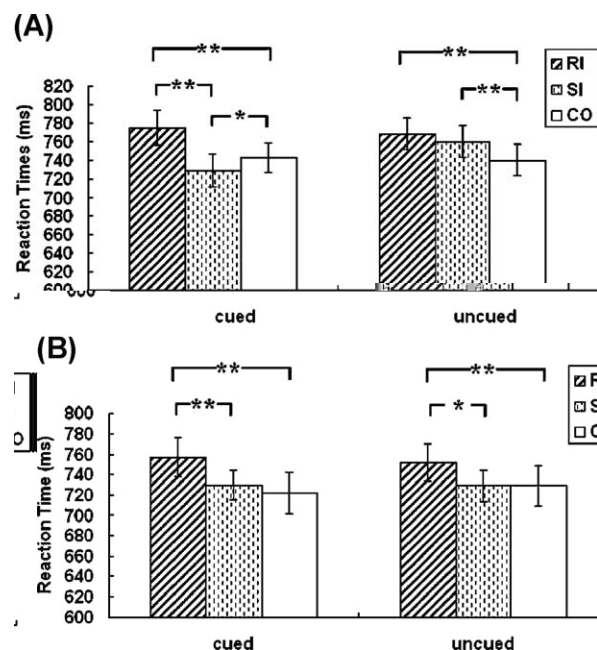 (A)
** **
** ** RI
* SI
CO
Reaction Times (ms)
820
800
780
760
740
720
700
680
660
640
620
600
cued uncued
(B)
** **
** *
R
S
C
Reaction Time (ms)
800
780
760
740
720
700
680
660
640
620
600
cued uncued